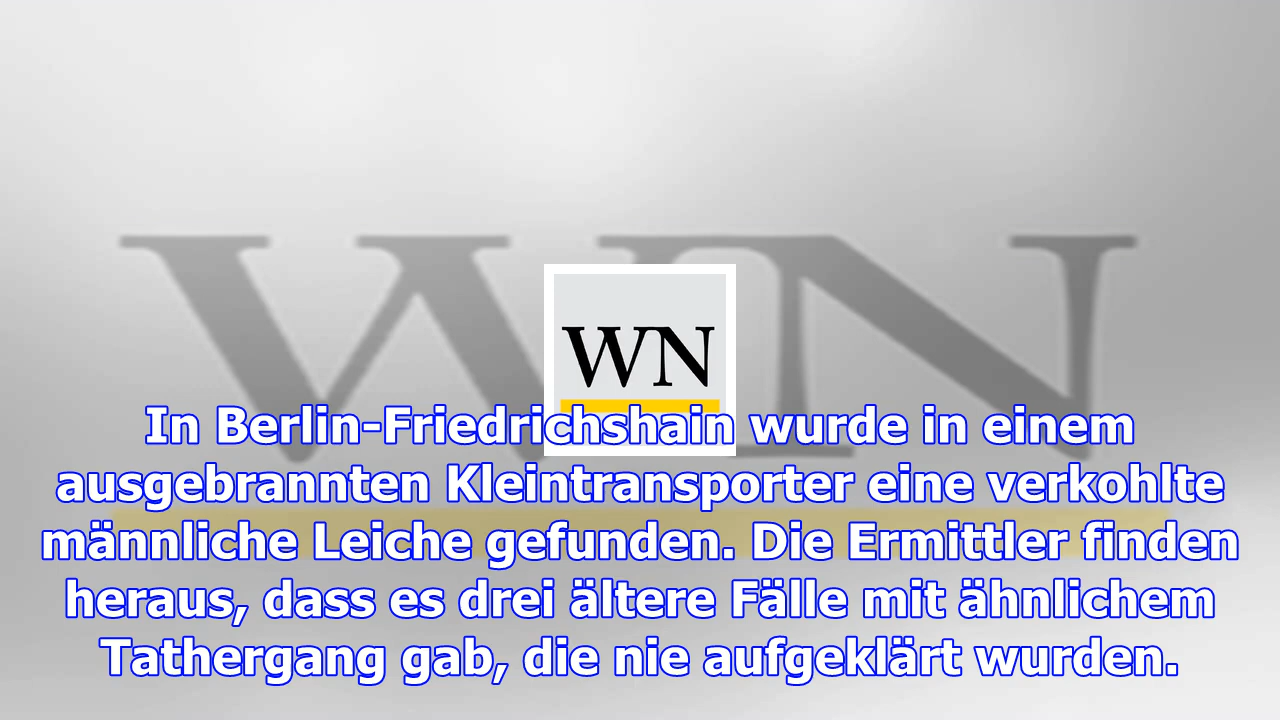 WN
WN
In Berlin-Friedrichshain wurde in einem
ausgebrannten Kleintransporter eine verkohlte
männliche Leiche gefunden. Die Ermittler finden
heraus, dass es drei ältere Fälle mit ähnlichem
Tathergang gab, die nie aufgeklärt wurden.